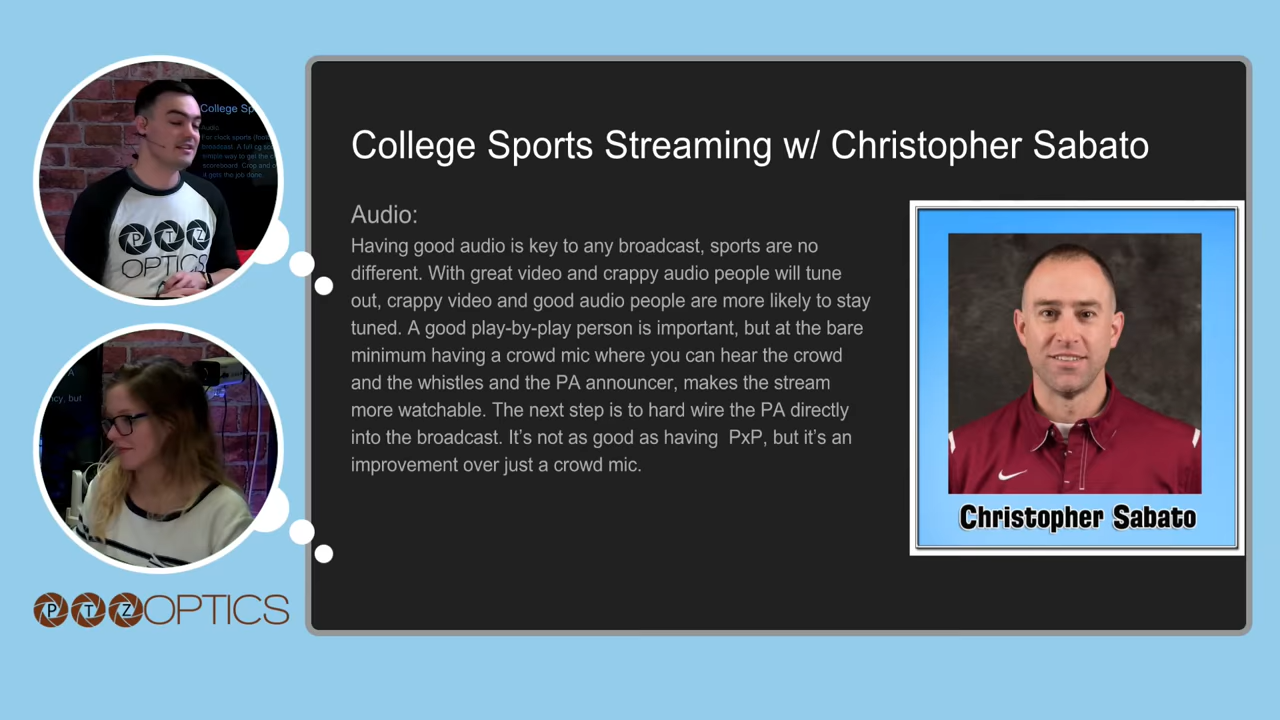 College Sports Streaming w/ Christopher Sabato
Audio:
Having good audio is key to any broadcast, sports are no
different. With great video and crappy audio people will tune
out, crappy video and good audio people are more likely to stay
tuned. A good play-by-play person is important, but at the bare
minimum having a crowd mic where you can hear the crowd
and the whistles and the PA announcer, makes the stream
more watchable. The next step is to hard wire the PA directly
into the broadcast. It's not as good as having  PxP, but it's an
improvement over just a crowd mic.
Christopher Sabato
College Sp
Audio:
PTZ
OPTICS
A
ncy, but
PTZOPTICS